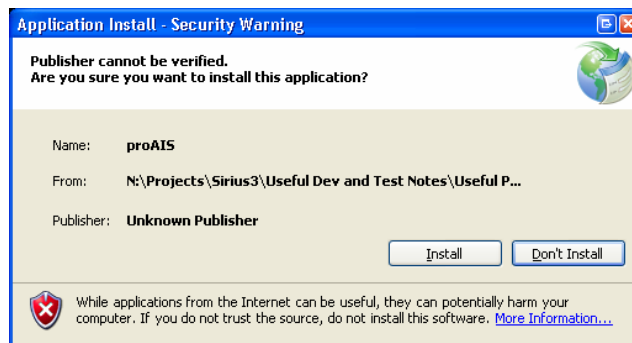 Application Install - Security Warning
Publisher cannot be verified.
Are you sure you want to install this application?
Name: proAIS
From: N:\Projects\Sirius3\Useful Dev and Test Notes\Useful P...
Publisher: Unknown Publisher
Install Don't Install
While applications from the Internet can be useful, they can potentially harm your
computer. If you do not trust the source, do not install this software. More Information...